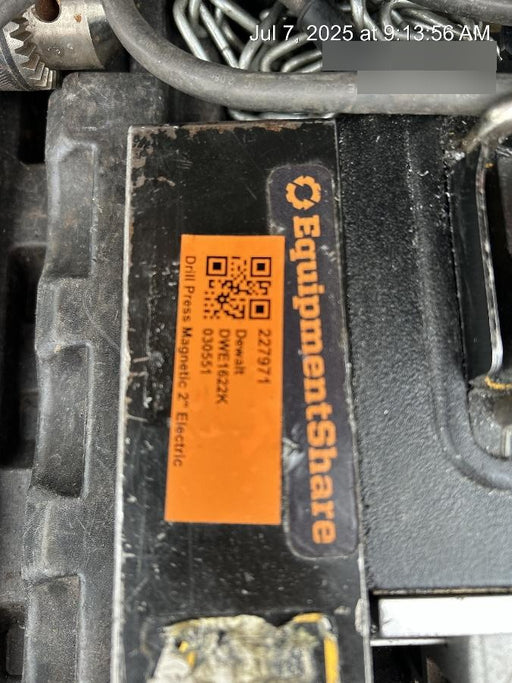 Jul 7, 2025 at 9:13:56 AM
EquipmentShare
227971
Dewalt
DWE1622K
030551
Drill Press Magnetic 2" Electric